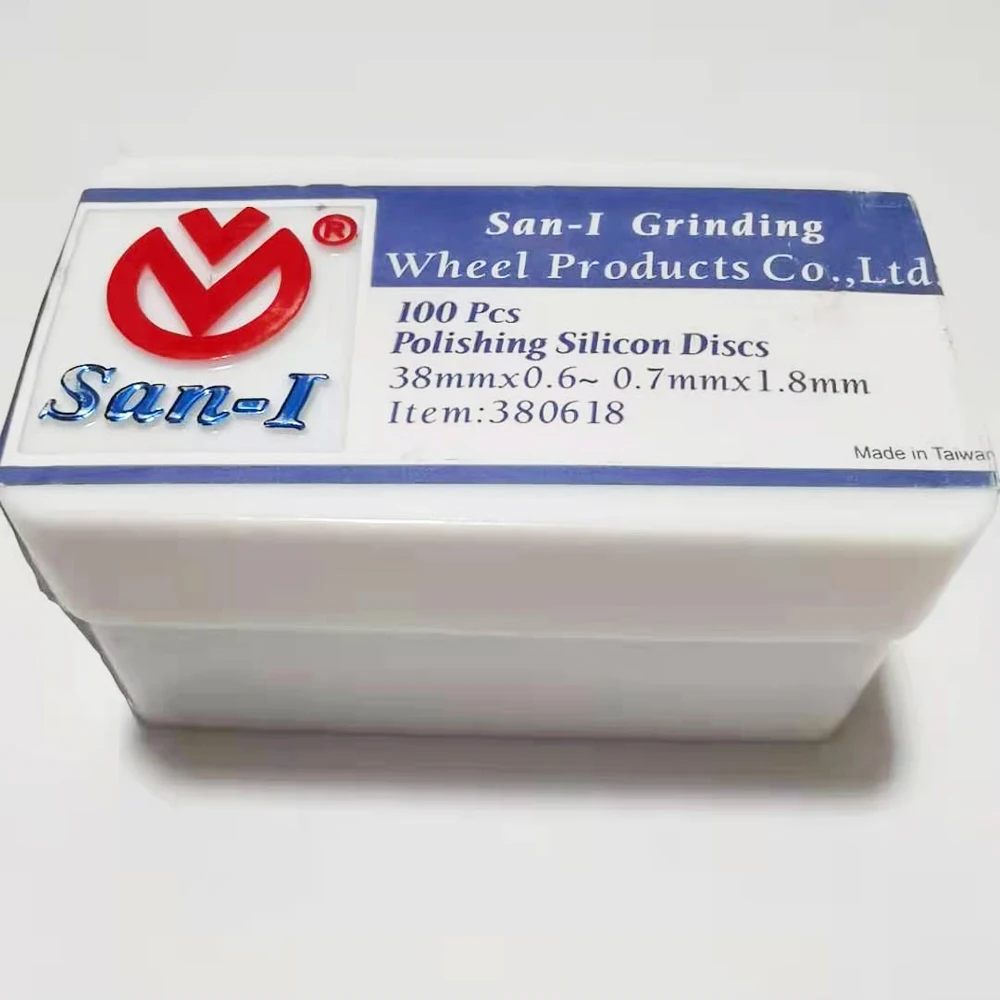 ®
San-I
San-I Grinding
Wheel Products Co.,Ltd.
100 Pcs
Polishing Silicon Discs
38mmx0.6~ 0.7mmx1.8mm
Item:380618
Made in Taiwan